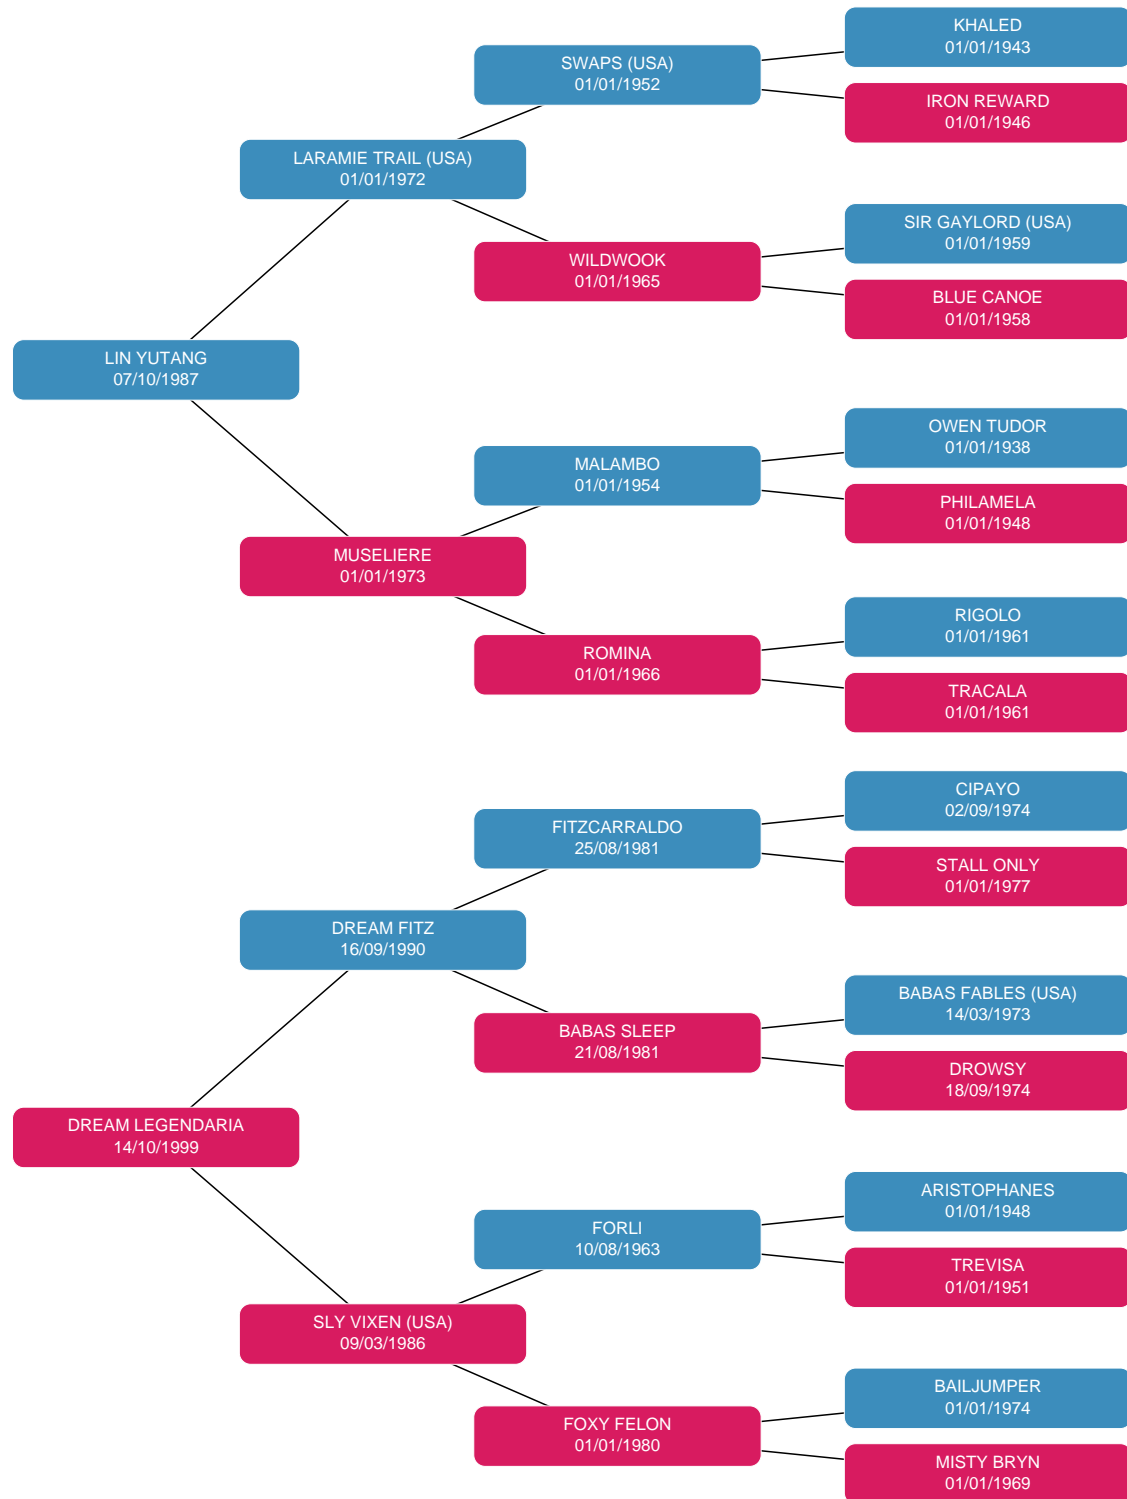 KHALED
01/01/1943
SWAPS (USA)
01/01/1952
IRON REWARD
01/01/1946
LARAMIE TRAIL (USA)
01/01/1972
SIR GAYLORD (USA)
01/01/1959
WILDWOOK
01/01/1965
BLUE CANOE
01/01/1958
LIN YUTANG
07/10/1987
OWEN TUDOR
01/01/1938
MALAMBO
01/01/1954
PHILAMELA
01/01/1948
MUSELIERE
01/01/1973
RIGOLO
01/01/1961
ROMINA
01/01/1966
TRACALA
01/01/1961
CIPAYO
02/09/1974
FITZCARRALDO
25/08/1981
STALL ONLY
01/01/1977
DREAM FITZ
16/09/1990
BABAS FABLES (USA)
14/03/1973
BABAS SLEEP
21/08/1981
DROWSY
18/09/1974
DREAM LEGENDARIA
14/10/1999
ARISTOPHANES
01/01/1948
FORLI
10/08/1963
TREVISA
01/01/1951
SLY VIXEN (USA)
09/03/1986
BAILJUMPER
01/01/1974
FOXY FELON
01/01/1980
MISTY BRYN
01/01/1969